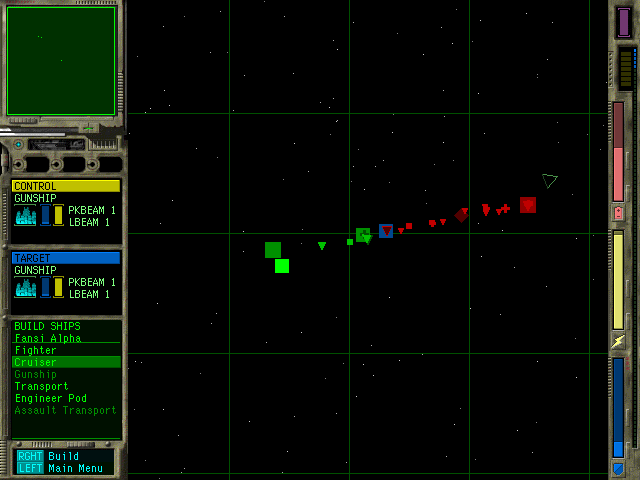 CONTROL
GUNSHIP
PKBEAM 1
LBEAM 1
TARGET
GUNSHIP
PKBEAM 1
LBEAM 1
BUILD SHIPS
Fansi Alpha
Fighter
Cruiser
Gunship
Transport
Engineer Pod
Assault Transport
RGHT Build
LEFT Main Menu